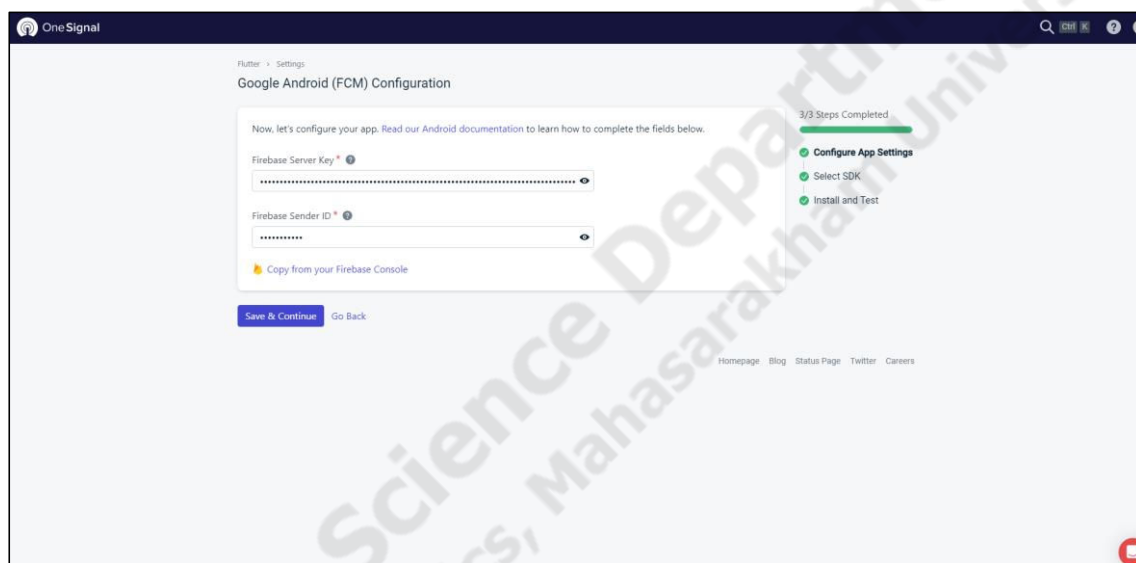 OneSignal
Ctrl K
Flutter › Settings
Google Android (FCM) Configuration
Now, let's configure your app. Read our Android documentation to learn how to complete the fields below.
Firebase Server Key *
Firebase Sender ID *
Copy from your Firebase Console
Save & Continue Go Back
3/3 Steps Completed
Configure App Settings
Select SDK
Install and Test
Homepage Blog Status Page Twitter Careers
Science
Mahasarakham